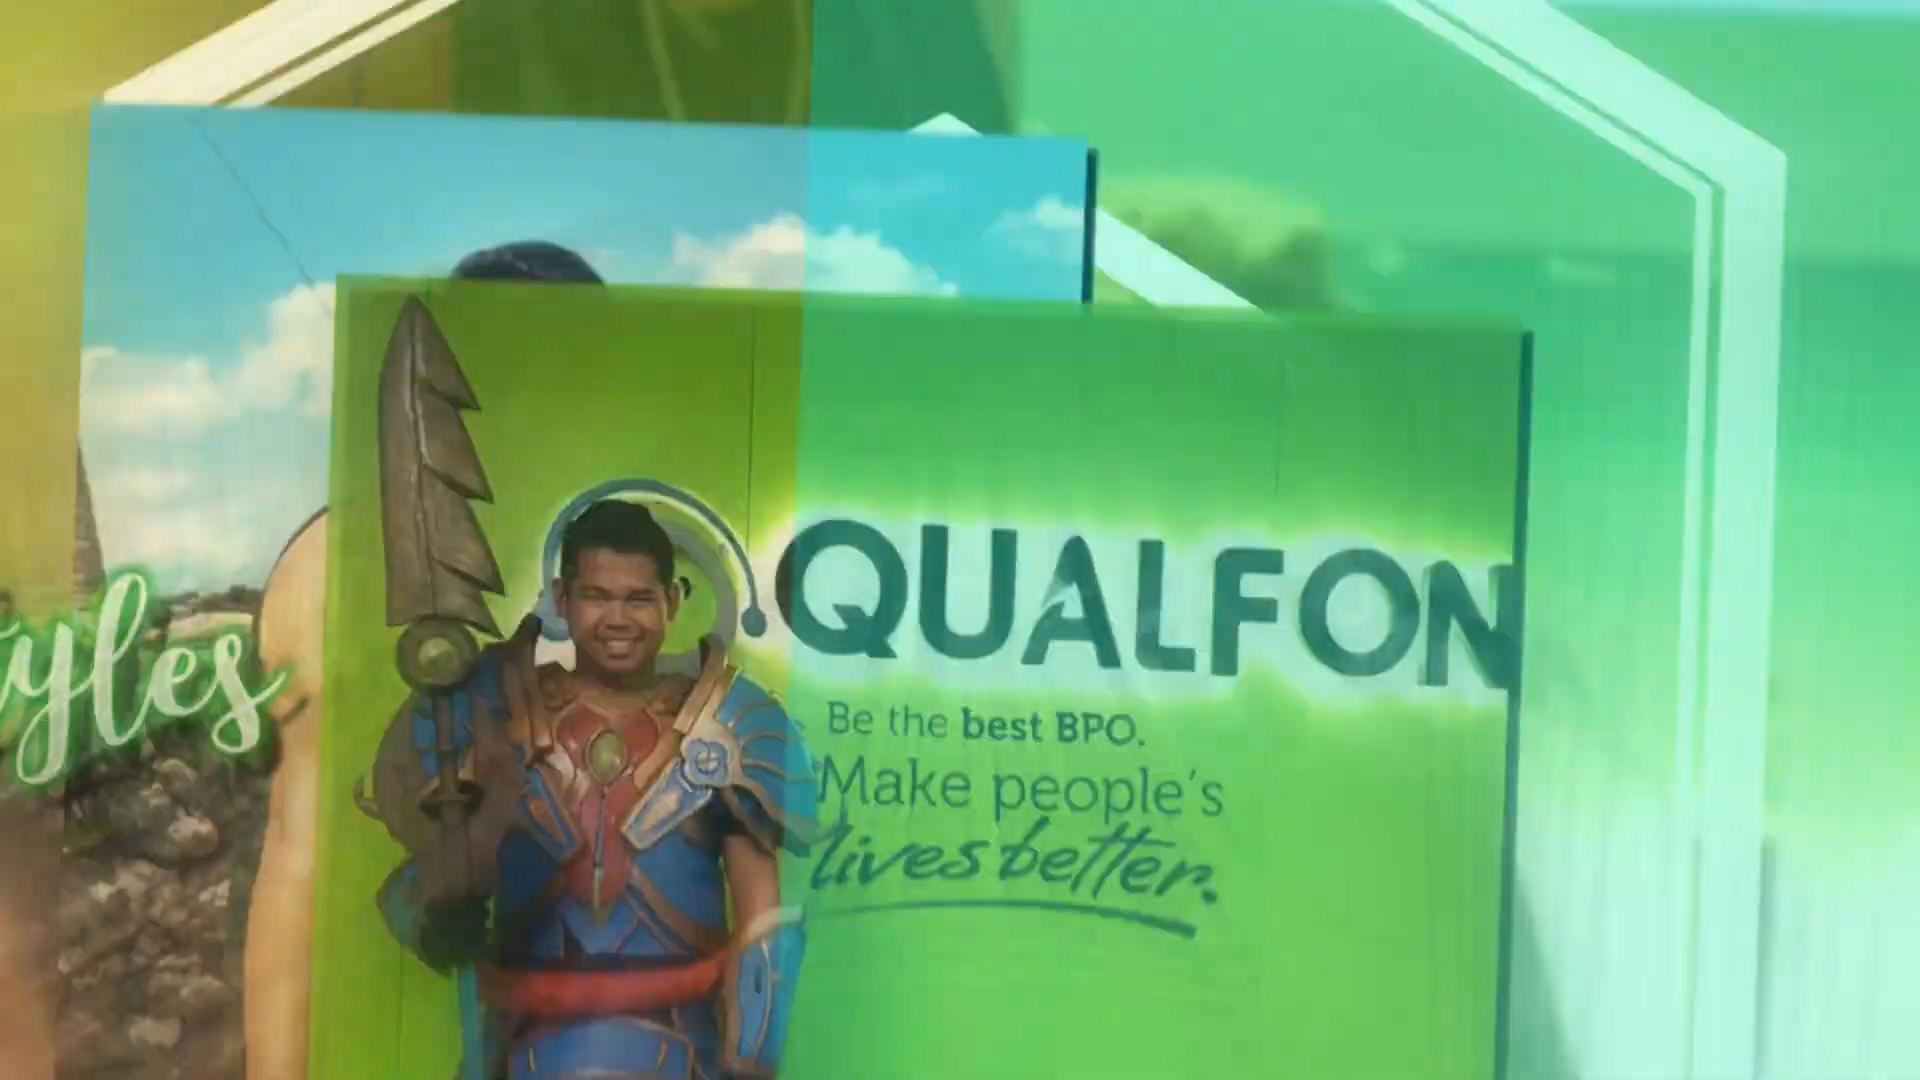 QUALFON
Be the best BPO.
Make people's
lives better.
yles